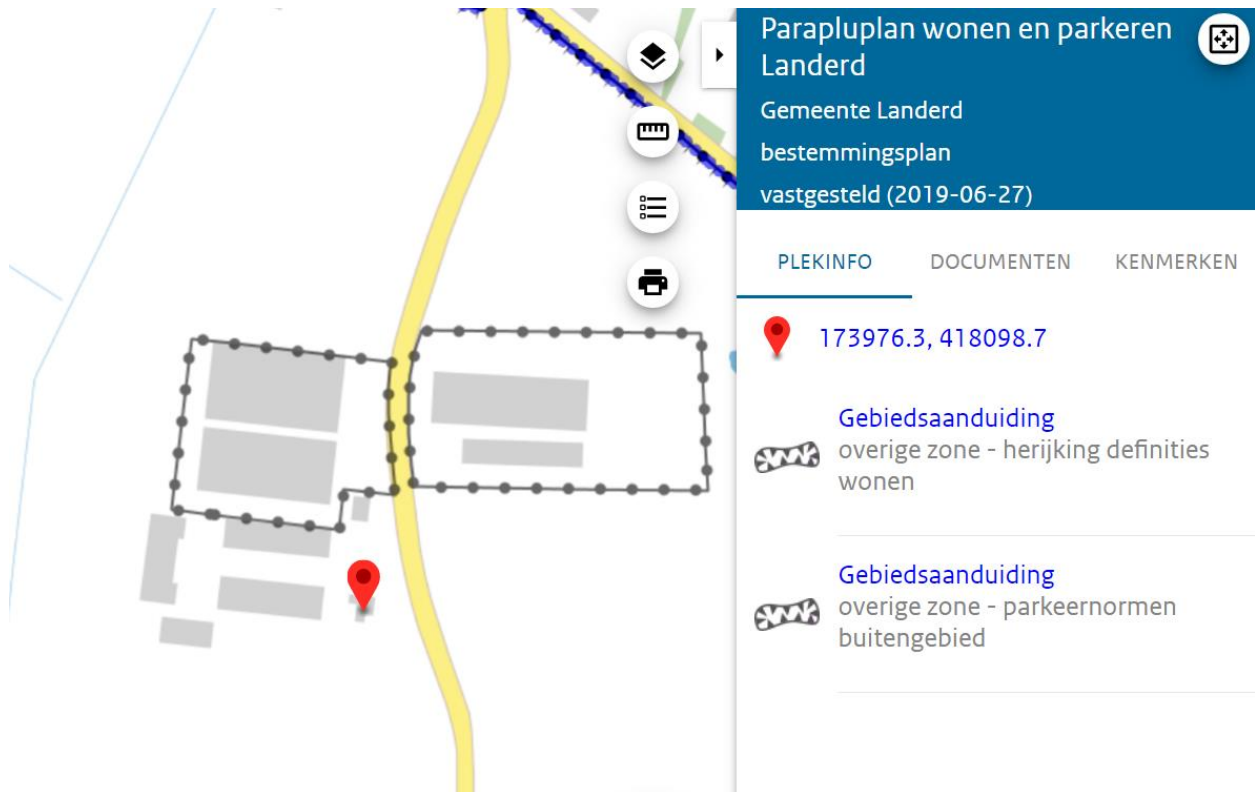 Parapluplan wonen en parkeren
Landerd
Gemeente Landerd
bestemmingsplan
vastgesteld (2019-06-27)
PLEKINFO DOCUMENTEN KENMERKEN
173976.3, 418098.7
Gebiedsaanduiding
overige zone - herijking definities
wonen
Gebiedsaanduiding
overige zone - parkeernormen
buitengebied